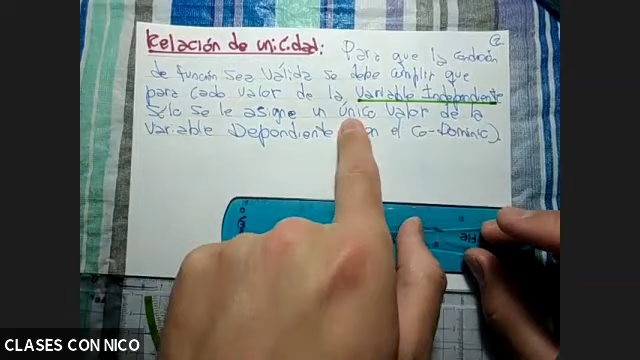 Relación de unicidad: Para que la condición
de función sea válida se debe cumplir que
para cada valor de la variable Independiente
sólo se le asigne un único valor de la
variable Dependiente en el Co-Dominio).
CLASES CON NICO